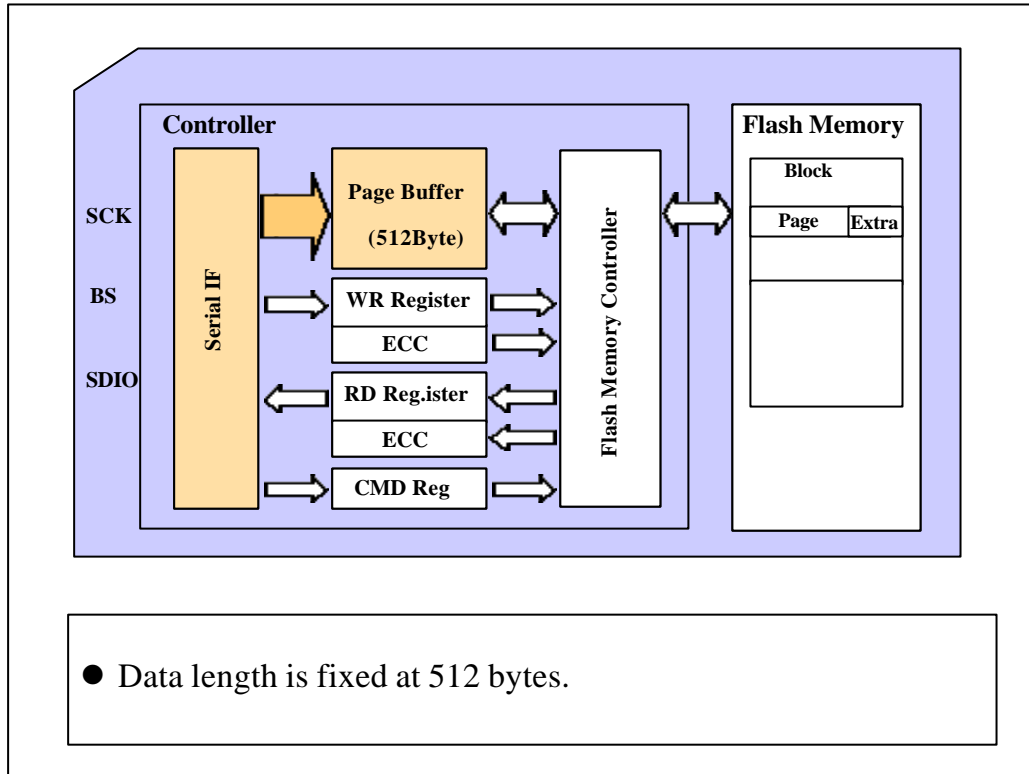 Controller
Flash Memory
SCK
BS
SDIO
Serial IF
Page Buffer
(512Byte)
WR Register
ECC
RD Reg.ister
ECC
CMD Reg
Flash Memory Controller
Block
Page Extra
● Data length is fixed at 512 bytes.